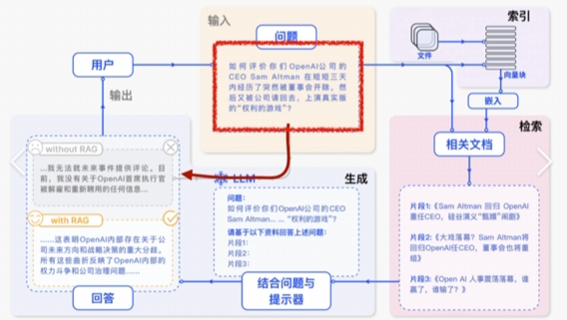 输入
问题
如何评价你们OpenAI公司的
CEO Sam Altman 在短短三天
内经历了突然被董事会开除，然
后又被公司请回去，上演真实版
的“权利的游戏”？
索引
文件
向量块
嵌入
用户
输出
检索
相关文档
片段1:《Sam Altman 回归 OpenAI
重任CEO，硅谷演义“甄嬛”闹剧》
片段2:《大戏落幕? Sam Altman将
回归OpenAI任CEO，董事会也将重
组》
片段3:《Open AI 人事震荡落幕，谁
赢了，谁输了？》
without RAG
...我无法就未来事件提供评论，目
前，我没有关于OpenAI首席执行官
被解雇和重新聘用的任何信息...
with RAG
......这表明OpenAI内部存在关于公
司未来方向和战略决策的重大分歧。
所有这些曲折反映了OpenAI内部的
权力斗争和公司治理问题......
回答
LLM
生成
问题:
如何评价你们OpenAI公司的CEO
Sam Altman... ... “权利的游戏”?
请基于以下资料回答上述问题:
片段1:
片段2:
片段3:
结合问题与
提示器